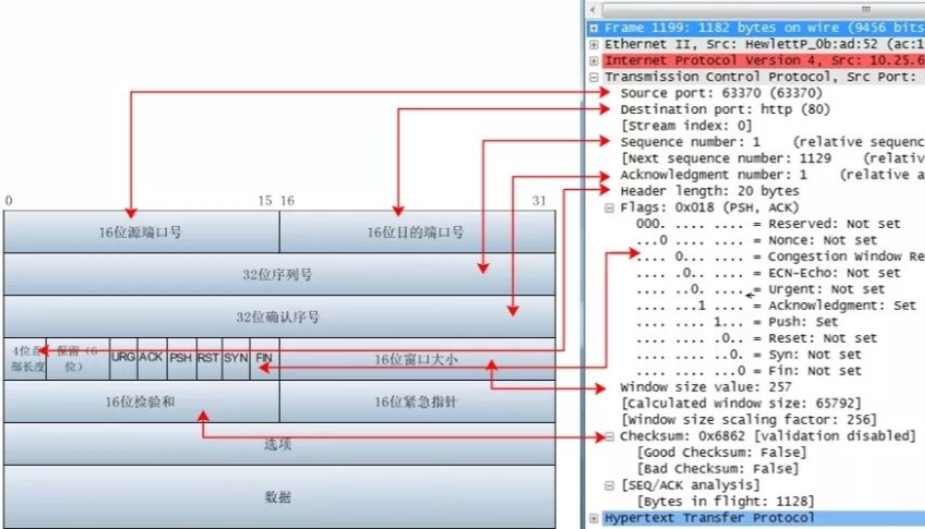 0 15 16 31
16位源端口号 16位目的端口号
32位序列号
32位确认序号
4位首部长度 保留(6位) URG ACK PSH RST SYN FIN 16位窗口大小
16位检验和 16位紧急指针
选项
数据
Frame 1199: 1182 bytes on wire (9456 bits
Ethernet II, Src: HewlettP_0b:ad:52 (ac:1
Internet Protocol Version 4, Src: 10.25.6
Transmission Control Protocol, Src Port:
Source port: 63370 (63370)
Destination port: http (80)
[Stream index: 0]
Sequence number: 1 (relative sequenc
[Next sequence number: 1129 (relativ
Acknowledgment number: 1 (relative a
Header length: 20 bytes
Flags: 0x018 (PSH, ACK)
000. .... .... = Reserved: Not set
...0 .... .... = Nonce: Not set
.... 0... .... = Congestion Window Re
.... .0.. .... = ECN-Echo: Not set
.... ..0. .... = Urgent: Not set
.... ...1 .... = Acknowledgment: Set
.... .... 1... = Push: Set
.... .... .0.. = Reset: Not set
.... .... ..0. = Syn: Not set
.... .... ...0 = Fin: Not set
Window size value: 257
[Calculated window size: 65792]
[Window size scaling factor: 256]
Checksum: 0x6862 [validation disabled]
[Good Checksum: False]
[Bad Checksum: False]
[SEQ/ACK analysis]
[Bytes in flight: 1128]
Hypertext Transfer Protocol